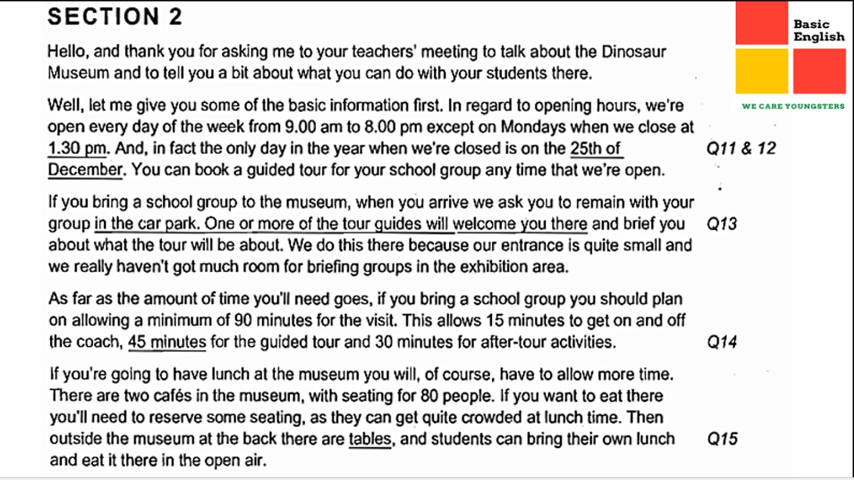 SECTION 2
Basic
English
WE CARE YOUNGSTERS
Hello, and thank you for asking me to your teachers' meeting to talk about the Dinosaur
Museum and to tell you a bit about what you can do with your students there.
Well, let me give you some of the basic information first. In regard to opening hours, we're
open every day of the week from 9.00 am to 8.00 pm except on Mondays when we close at
1.30 pm. And, in fact the only day in the year when we're closed is on the 25th of Q11 & 12
December. You can book a guided tour for your school group any time that we're open.
If you bring a school group to the museum, when you arrive we ask you to remain with your
group in the car park. One or more of the tour guides will welcome you there and brief you Q13
about what the tour will be about. We do this there because our entrance is quite small and
we really haven't got much room for briefing groups in the exhibition area.
As far as the amount of time you'll need goes, if you bring a school group you should plan
on allowing a minimum of 90 minutes for the visit. This allows 15 minutes to get on and off
the coach, 45 minutes for the guided tour and 30 minutes for after-tour activities. Q14
If you're going to have lunch at the museum you will, of course, have to allow more time.
There are two cafés in the museum, with seating for 80 people. If you want to eat there
you'll need to reserve some seating, as they can get quite crowded at lunch time. Then
outside the museum at the back there are tables, and students can bring their own lunch Q15
and eat it there in the open air.